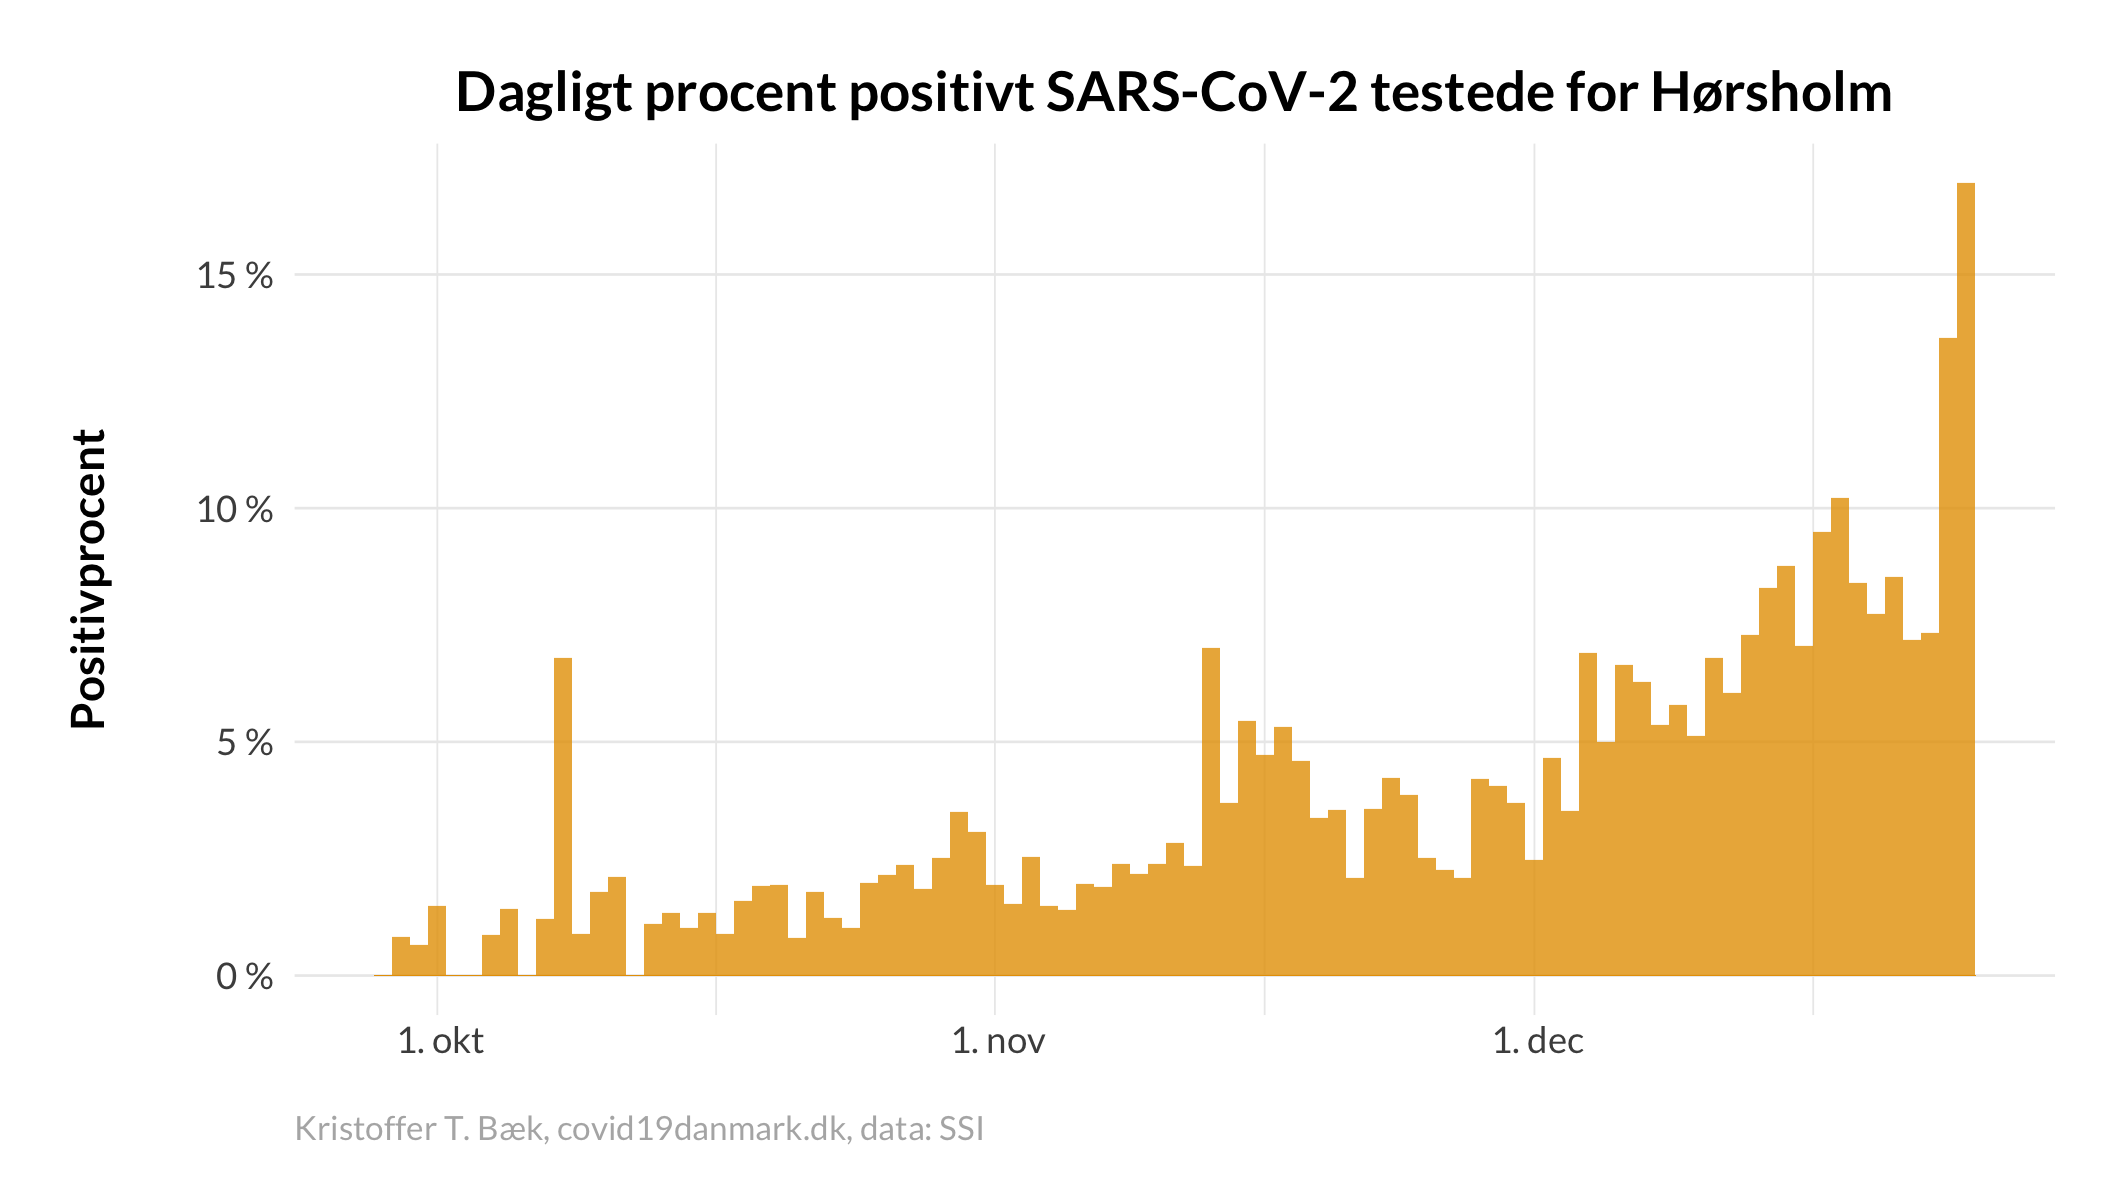 Dagligt procent positivt SARS-CoV-2 testede for Hørsholm
Positivprocent
15 %
10 %
5 %
0 %
1. okt
1. nov
1. dec
Kristoffer T. Bæk, covid19danmark.dk, data: SSI